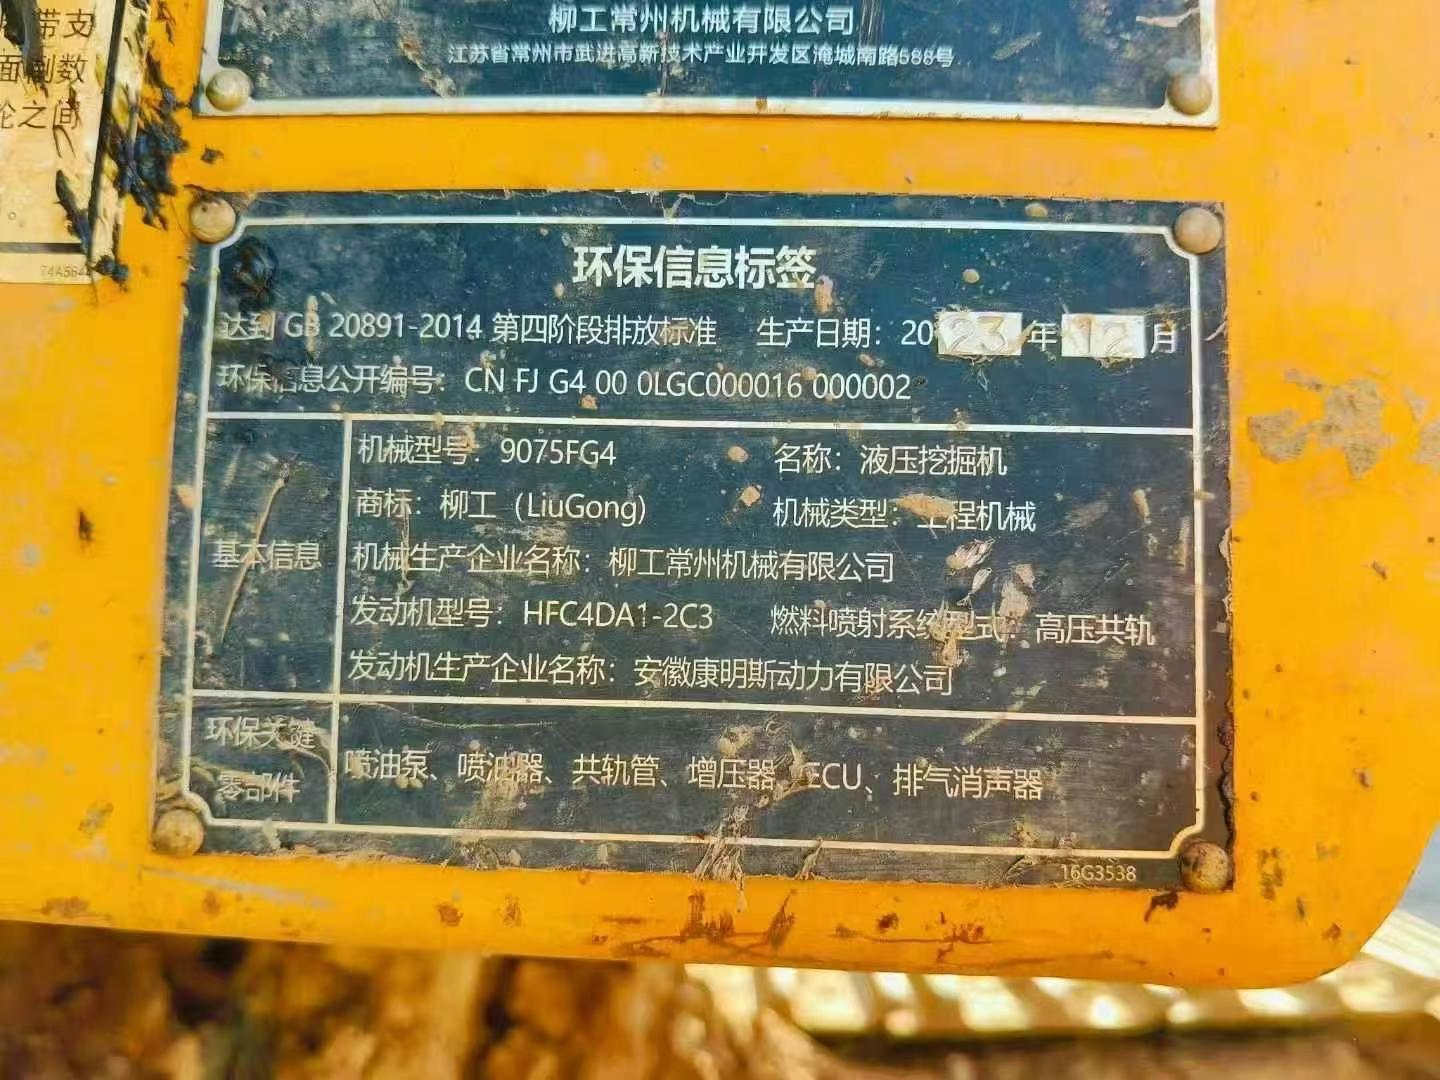 带支
面侧数
轮之间
。
柳工常州机械有限公司
江苏省常州市武进高新技术产业开发区淹城南路588号
环保信息标签
达到 GB 20891-2014 第四阶段排放标准 生产日期：2023年12月
环保信息公开编号：CN FJ G4 00 0LGC000016 000002
基本信息
机械型号：9075FG4 名称：液压挖掘机
商标：柳工（LiuGong） 机械类型：工程机械
机械生产企业名称：柳工常州机械有限公司
发动机型号：HFC4DA1-2C3 燃料喷射系统型式：高压共轨
发动机生产企业名称：安徽康明斯动力有限公司
环保关键
零部件
喷油泵、喷油器、共轨管、增压器、ECU、排气消声器
16G3538